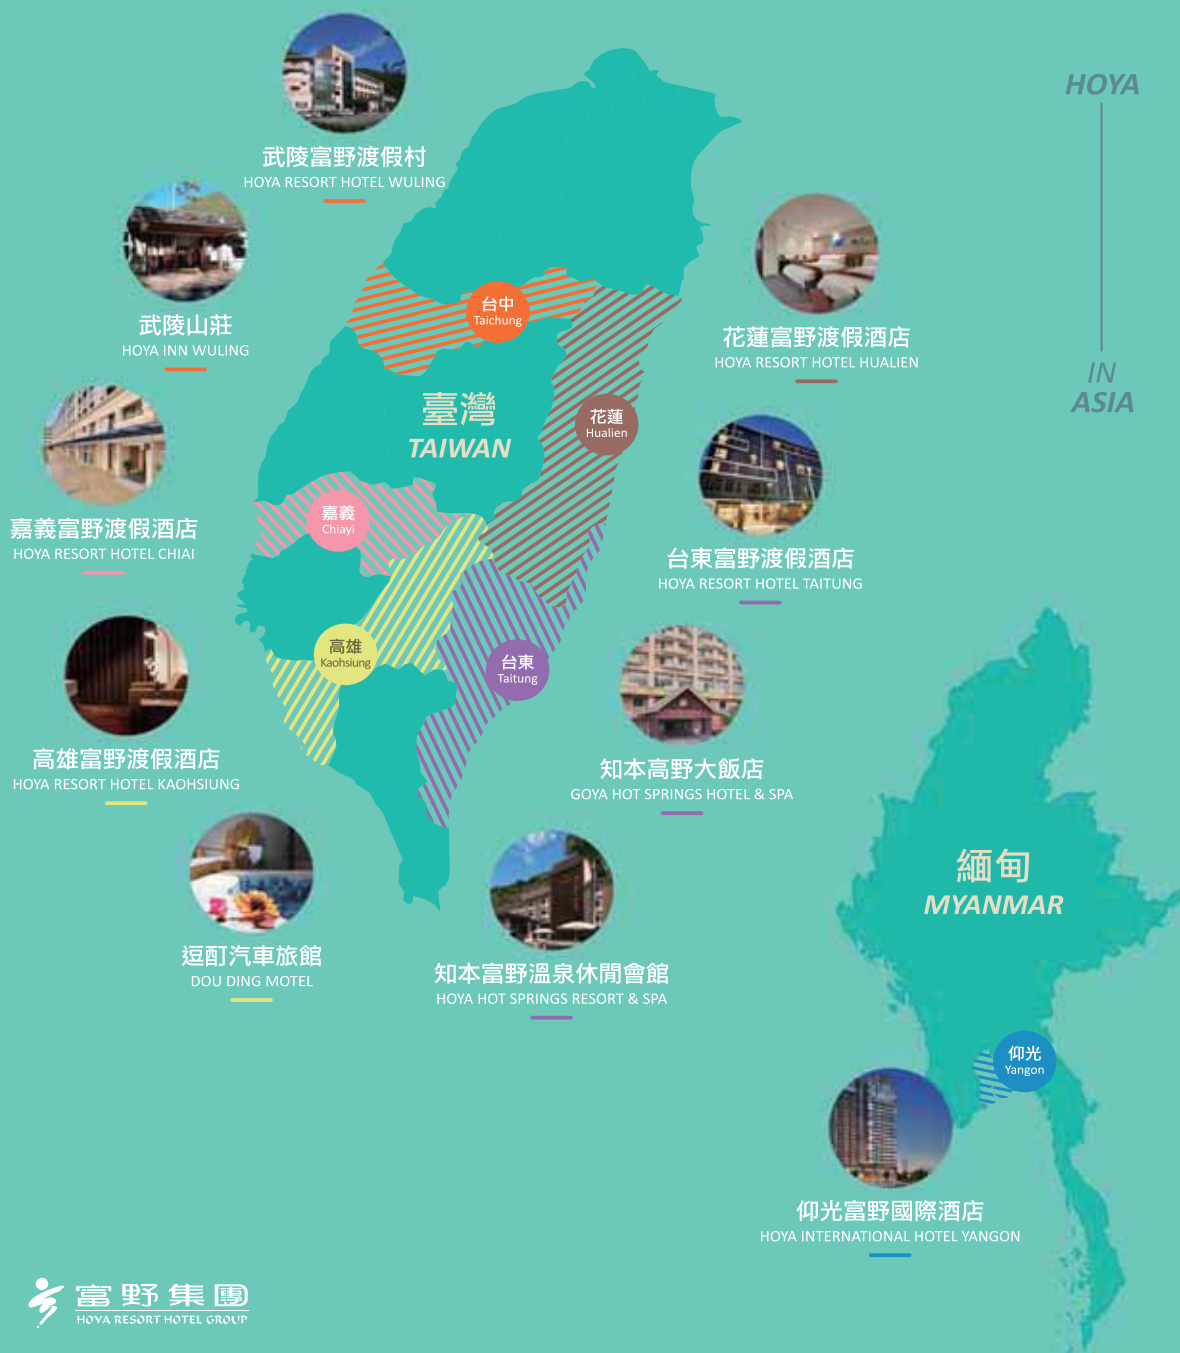 HOYA
IN
ASIA
武陵富野渡假村
HOYA RESORT HOTEL WULING
武陵山莊
HOYA INN WULING
嘉義富野渡假酒店
HOYA RESORT HOTEL CHIAI
高雄富野渡假酒店
HOYA RESORT HOTEL KAOHSIUNG
逗酊汽車旅館
DOU DING MOTEL
台中
Taichung
臺灣
TAIWAN
花蓮
Hualien
嘉義
Chiayi
高雄
Kaohsiung
台東
Taitung
花蓮富野渡假酒店
HOYA RESORT HOTEL HUALIEN
台東富野渡假酒店
HOYA RESORT HOTEL TAITUNG
知本高野大飯店
GOYA HOT SPRINGS HOTEL & SPA
知本富野溫泉休閒會館
HOYA HOT SPRINGS RESORT & SPA
緬甸
MYANMAR
仰光
Yangon
仰光富野國際酒店
HOYA INTERNATIONAL HOTEL YANGON
富野集團
HOYA RESORT HOTEL GROUP